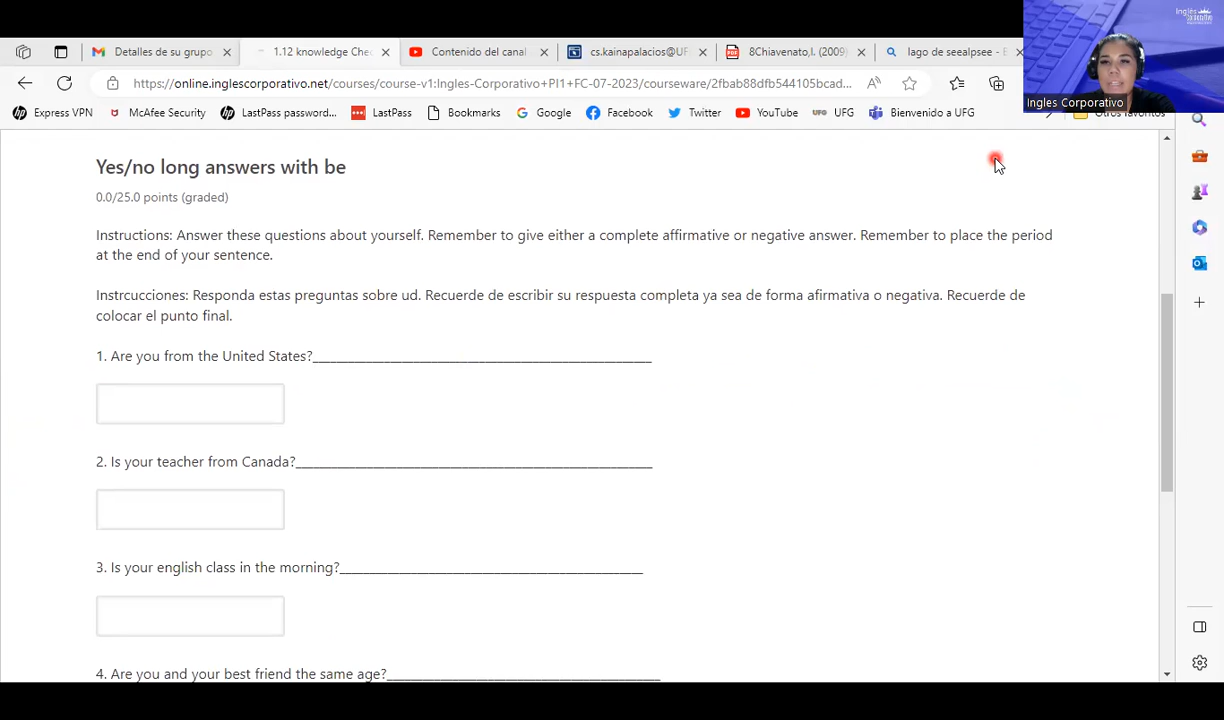 Detalles de su grupo
1.12 knowledge Che
Contenido del canal
cs.kainapalacios@UF
8Chiavenato,I. (2009)
lago de seealpsee - E
Inglés
https://online.inglescorporativo.net/courses/course-v1:Ingles-Corporativo+PI1+FC-07-2023/courseware/2fbab88dfb544105bcad...
Ingles Corporativo
Express VPN
McAfee Security
LastPass password...
LastPass
Bookmarks
Google
Facebook
Twitter
YouTube
UFG
Bienvenido a UFG
Otros favoritos
Yes/no long answers with be
0.0/25.0 points (graded)
Instructions: Answer these questions about yourself. Remember to give either a complete affirmative or negative answer. Remember to place the period
at the end of your sentence.
Instrcucciones: Responda estas preguntas sobre ud. Recuerde de escribir su respuesta completa ya sea de forma afirmativa o negativa. Recuerde de
colocar el punto final.
1. Are you from the United States?
2. Is your teacher from Canada?
3. Is your english class in the morning?
4. Are you and your best friend the same age?